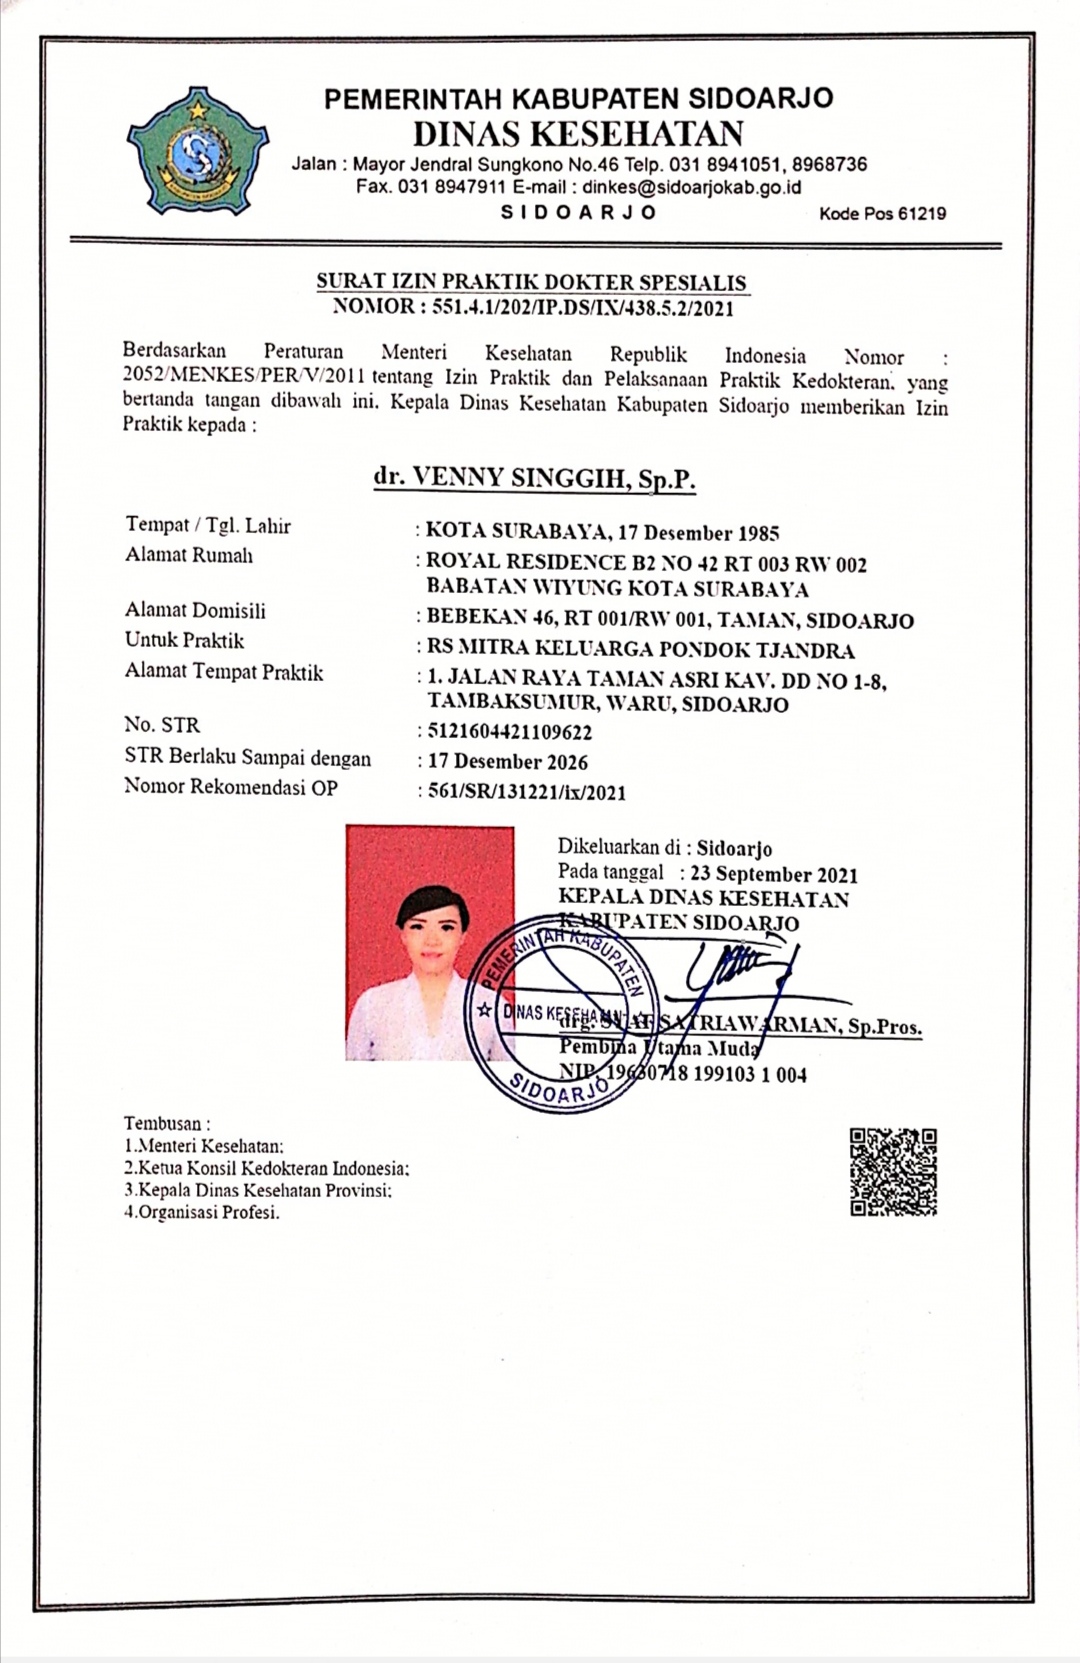 PEMERINTAH KABUPATEN SIDOARJO
DINAS KESEHATAN
Jalan : Mayor Jendral Sungkono No.46 Telp. 031 8941051, 8968736
Fax. 031 8947911 E-mail : dinkes@sidoarjokab.go.id
SIDOARJO
Kode Pos 61219
SURAT IZIN PRAKTIK DOKTER SPESIALIS
NOMOR : 551.4.1/202/IP.DS/IX/438.5.2/2021
Berdasarkan Peraturan Menteri Kesehatan Republik Indonesia Nomor :
2052/MENKES/PER/V/2011 tentang Izin Praktik dan Pelaksanaan Praktik Kedokteran, yang
bertanda tangan dibawah ini. Kepala Dinas Kesehatan Kabupaten Sidoarjo memberikan Izin
Praktik kepada :
dr. VENNY SINGGIH, Sp.P.
Tempat / Tgl. Lahir : KOTA SURABAYA, 17 Desember 1985
Alamat Rumah : ROYAL RESIDENCE B2 NO 42 RT 003 RW 002
BABATAN WIYUNG KOTA SURABAYA
Alamat Domisili : BEBEKAN 46, RT 001/RW 001, TAMAN, SIDOARJO
Untuk Praktik : RS MITRA KELUARGA PONDOK TJANDRA
Alamat Tempat Praktik : 1. JALAN RAYA TAMAN ASRI KAV. DD NO 1-8,
TAMBAKSUMUR, WARU, SIDOARJO
No. STR : 5121604421109622
STR Berlaku Sampai dengan : 17 Desember 2026
Nomor Rekomendasi OP : 561/SR/131221/ix/2021
Dikeluarkan di : Sidoarjo
Pada tanggal : 23 September 2021
KEPALA DINAS KESEHATAN
KABUPATEN SIDOARJO
PEMERINTAH KABUPATEN
DINAS KESEHATAN
SIDOARJO
drg. SATRIAWARMAN, Sp.Pros.
Pembina Utama Muda
NIP. 19630718 199103 1 004
Tembusan :
1.Menteri Kesehatan;
2.Ketua Konsil Kedokteran Indonesia;
3.Kepala Dinas Kesehatan Provinsi;
4.Organisasi Profesi.